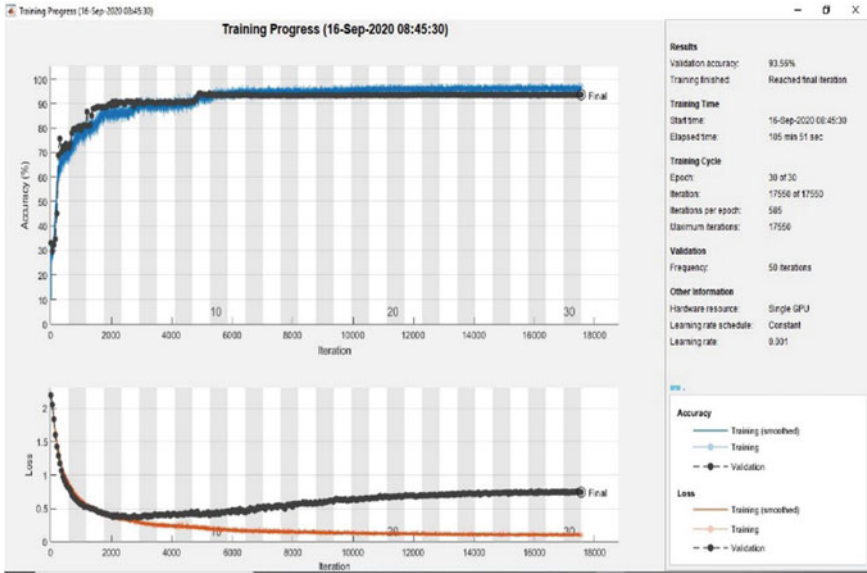 Training Progress (16-Sep-2020 08:45:30)
Training Progress (16-Sep-2020 08:45:30)
Accuracy (%)
100
90
80
70
60
50
40
30
20
10
0
Final
10
20
30
0
2000
4000
6000
8000
10000
12000
14000
16000
18000
Iteration
Loss
2
1.5
1
0.5
0
Final
10
20
30
0
2000
4000
6000
8000
10000
12000
14000
16000
18000
Iteration
Results
Validation accuracy: 93.56%
Training finished: Reached final iteration
Training Time
Start time: 16-Sep-2020 08:45:30
Elapsed time: 105 min 51 sec
Training Cycle
Epoch: 30 of 30
Iteration: 17550 of 17550
Iterations per epoch: 585
Maximum iterations: 17550
Validation
Frequency: 50 iterations
Other Information
Hardware resource: Single GPU
Learning rate schedule: Constant
Learning rate: 0.001
Accuracy
Training (smoothed)
Training
Validation
Loss
Training (smoothed)
Training
Validation